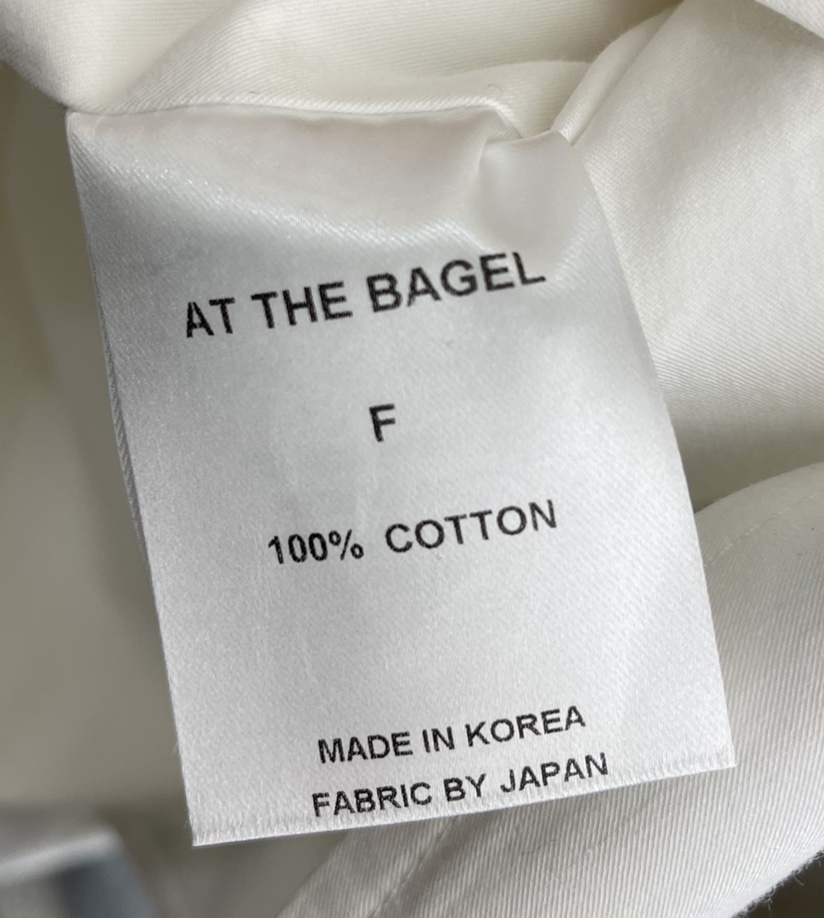 AT THE BAGEL
F
100% COTTON
MADE IN KOREA
FABRIC BY JAPAN